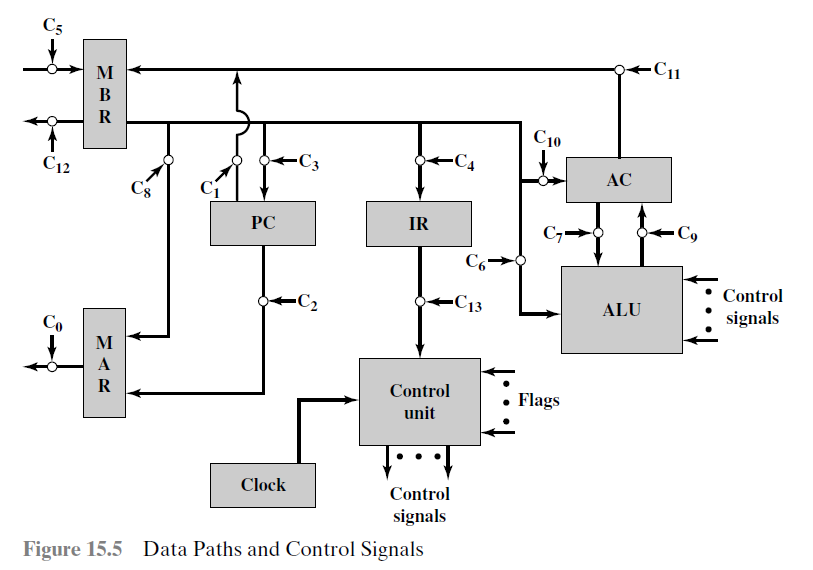 C5
M
B
R
C11
C12
C10
C8
C1
C3
C4
AC
PC
IR
C7
C9
C6
C2
C13
ALU
Control
signals
C0
M
A
R
Control
unit
Flags
Clock
Control
signals
Figure 15.5 Data Paths and Control Signals